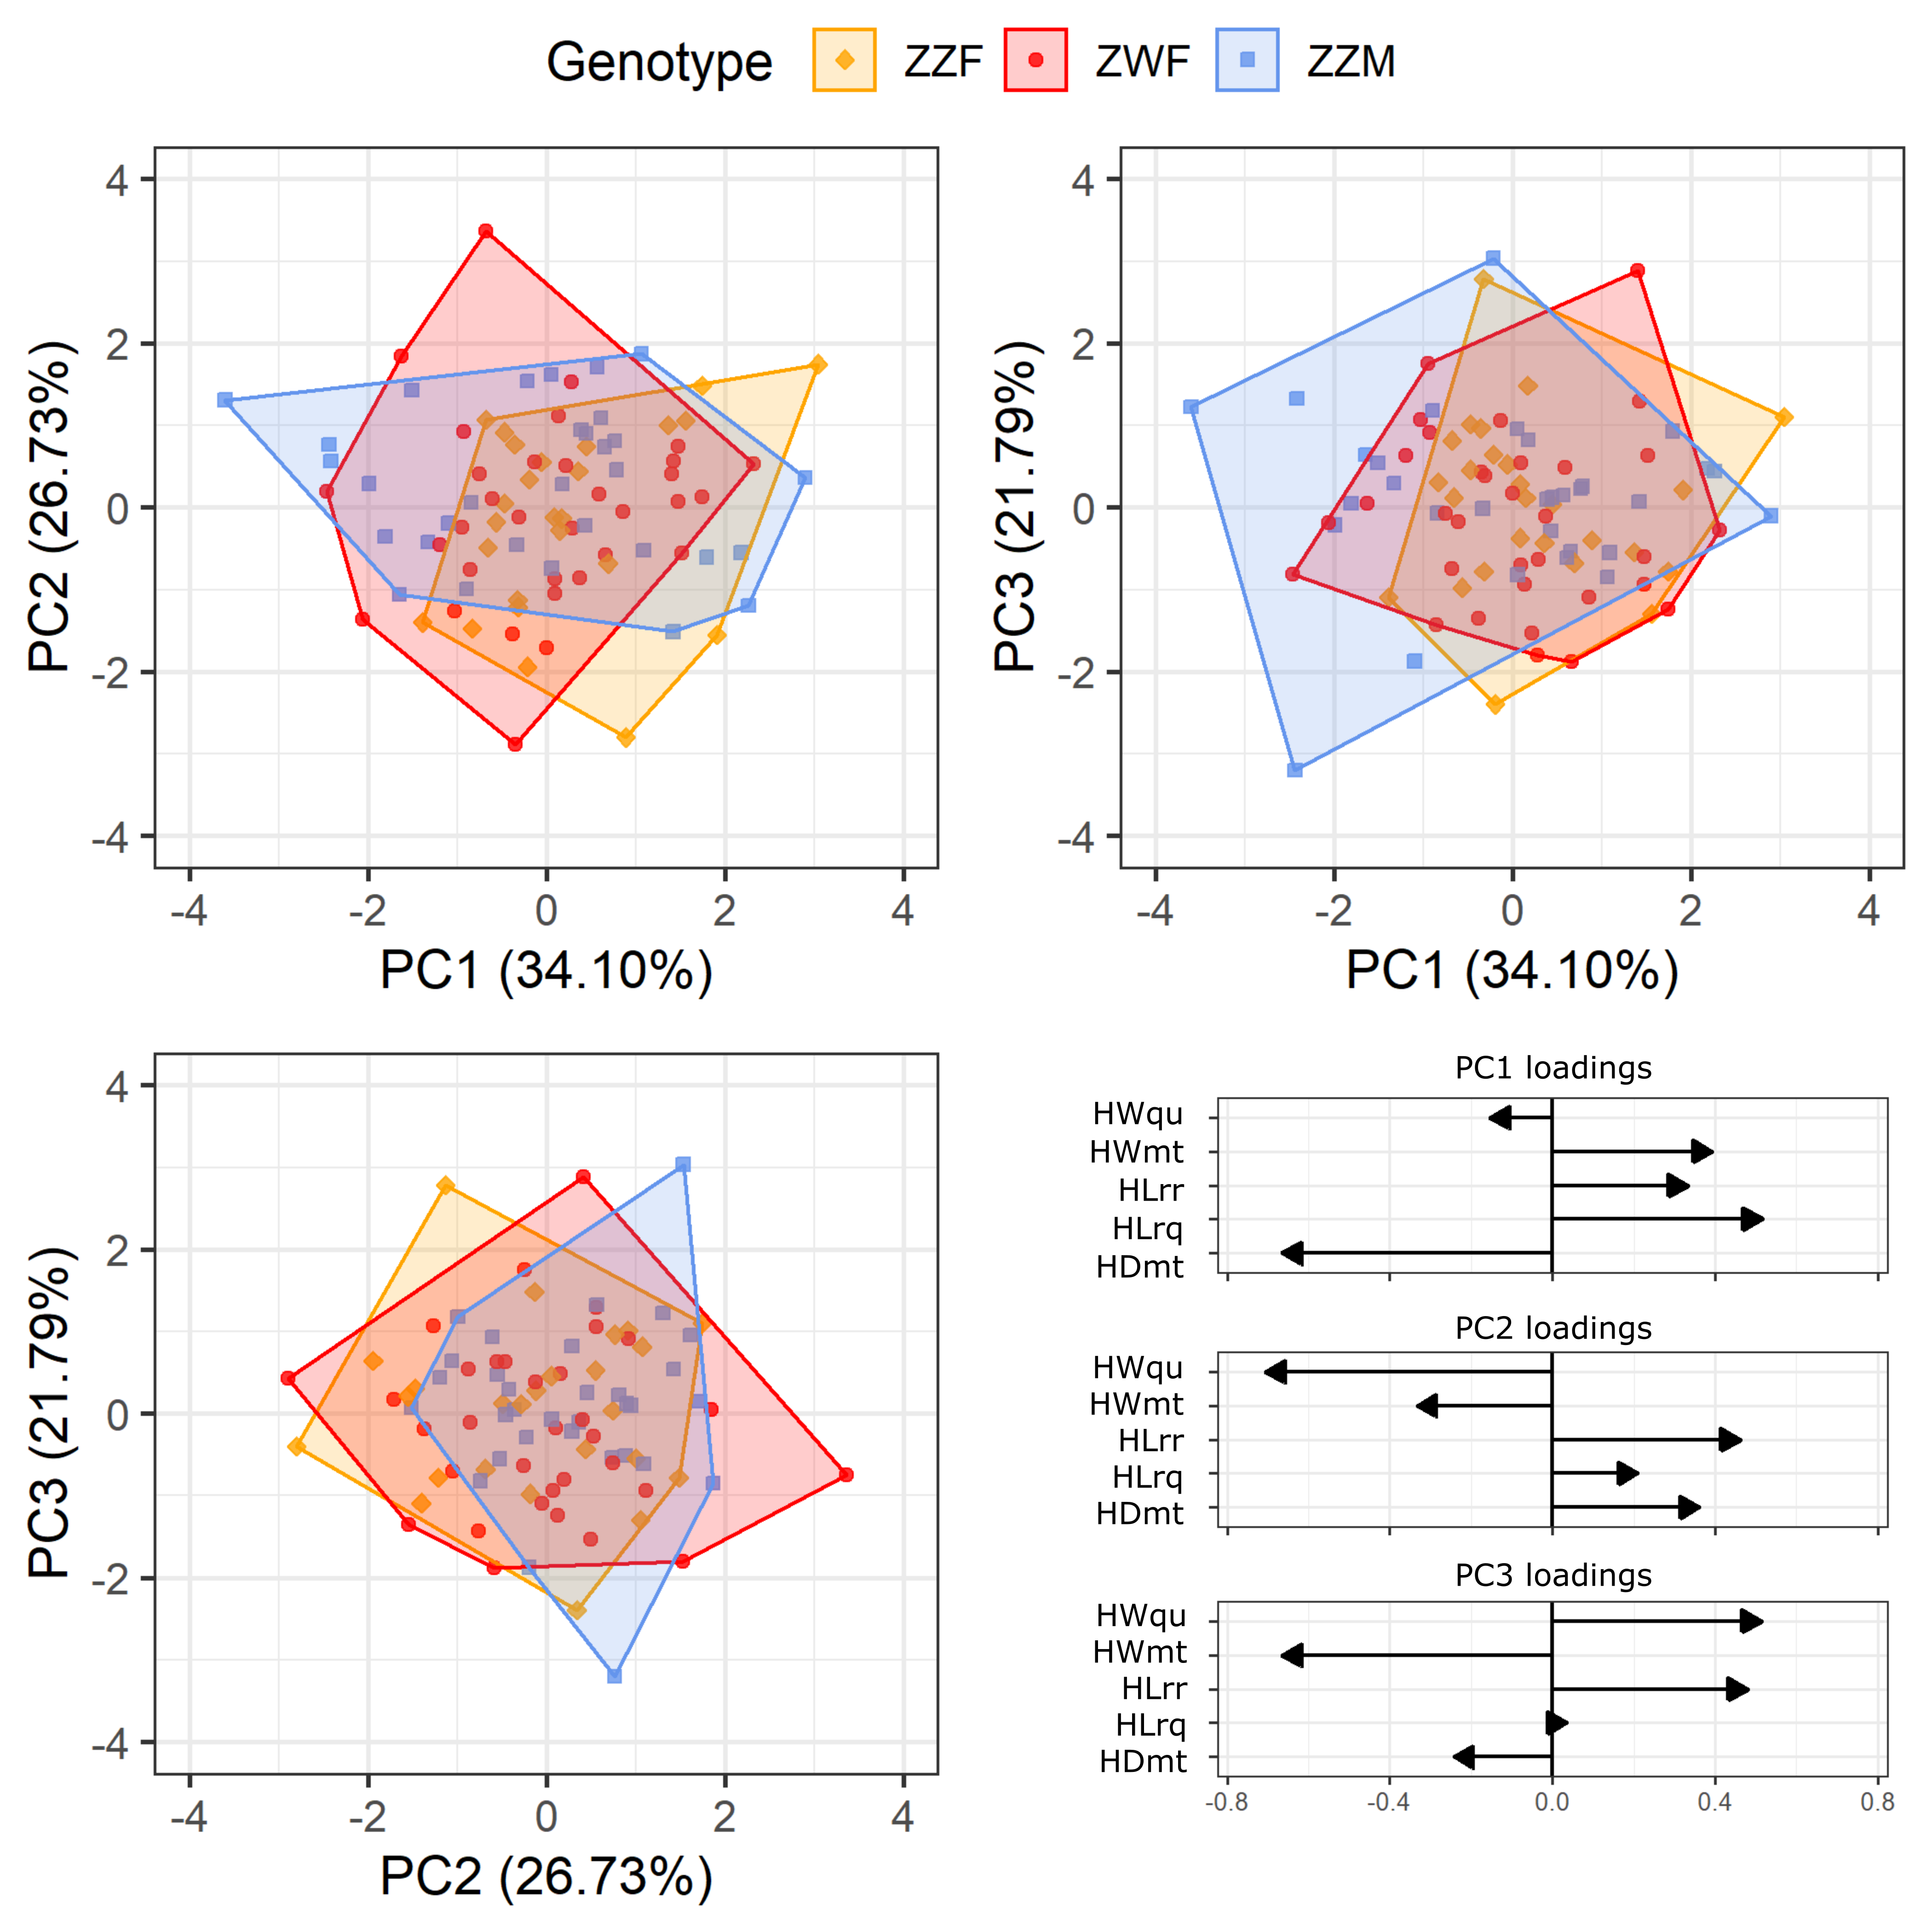 Genotype ZZF ZWF ZZM
4
2
0
-2
-4
PC2 (26.73%)
-4 -2 0 2 4
PC1 (34.10%)
4
2
0
-2
-4
PC3 (21.79%)
-4 -2 0 2 4
PC1 (34.10%)
4
2
0
-2
-4
PC3 (21.79%)
-4 -2 0 2 4
PC2 (26.73%)
PC1 loadings
HWqu
HWmt
HLrr
HLrq
HDmt
PC2 loadings
HWqu
HWmt
HLrr
HLrq
HDmt
PC3 loadings
HWqu
HWmt
HLrr
HLrq
HDmt
-0.8 -0.4 0.0 0.4 0.8